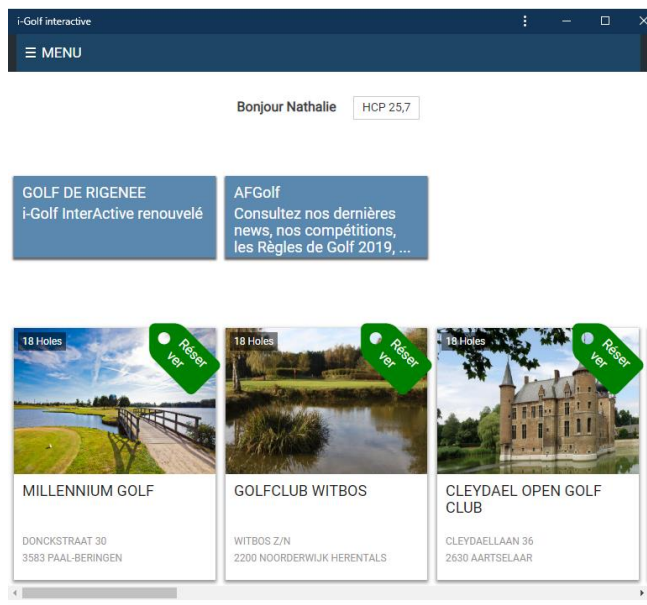 i-Golf interactive
☰ MENU
Bonjour Nathalie
HCP 25,7
GOLF DE RIGENEE
i-Golf InterActive renouvelé
AFGolf
Consultez nos dernières
news, nos compétitions,
les Règles de Golf 2019, ...
18 Holes
Réser
ver
MILLENNIUM GOLF
DONCKSTRAAT 30
3583 PAAL-BERINGEN
18 Holes
Réser
ver
GOLFCLUB WITBOS
WITBOS Z/N
2200 NOORDERWIJK HERENTALS
18 Holes
Réser
ver
CLEYDAEL OPEN GOLF
CLUB
CLEYDAELLAAN 36
2630 AARTSELAAR